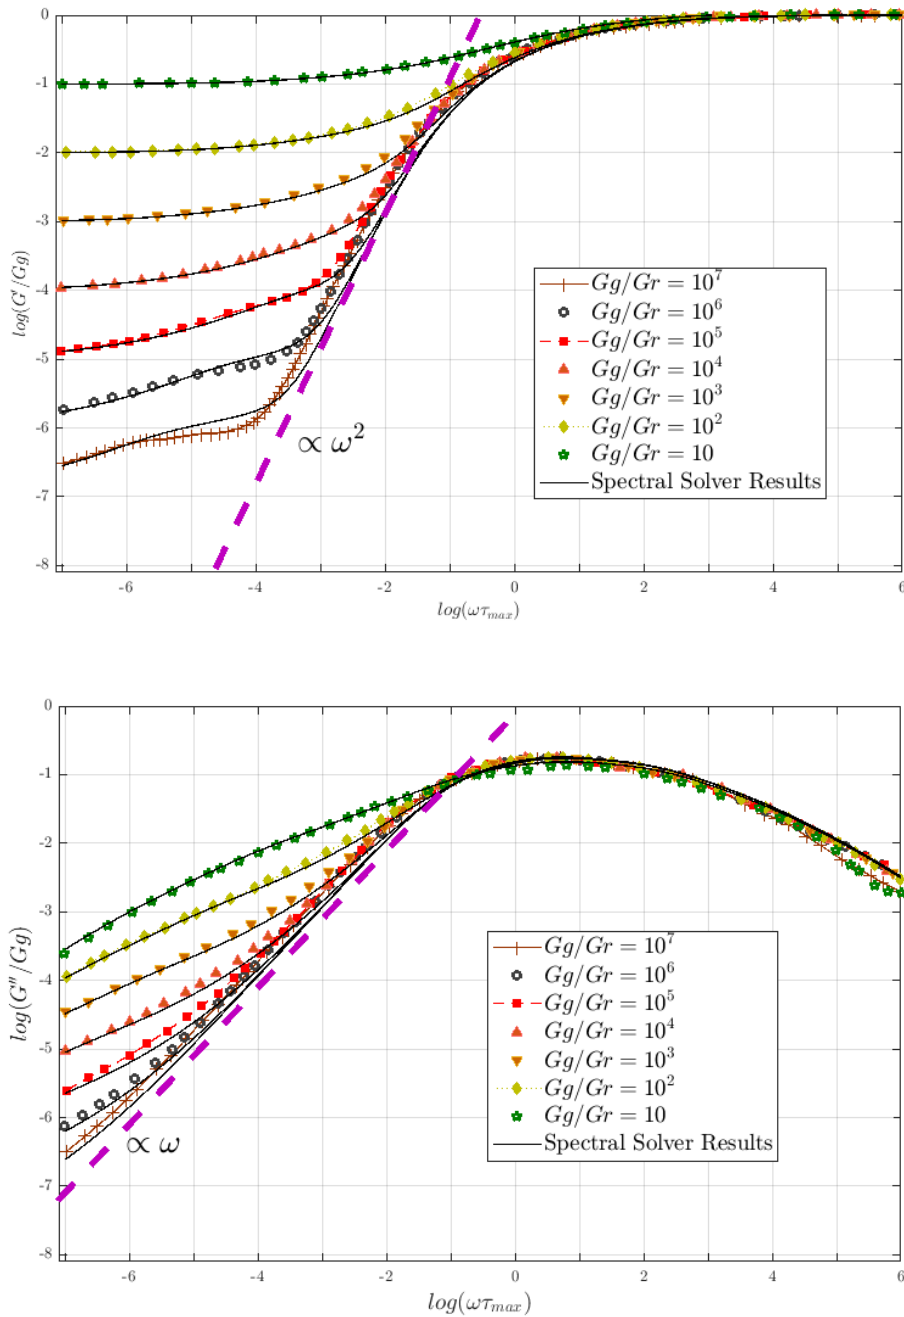 0
-1
-2
-3
-4
-5
-6
-7
-8
log(G'/Gg)
∝ ω²
Gg/Gr = 10⁷
Gg/Gr = 10⁶
Gg/Gr = 10⁵
Gg/Gr = 10⁴
Gg/Gr = 10³
Gg/Gr = 10²
Gg/Gr = 10
Spectral Solver Results
-6 -4 -2 0 2 4 6
log(ωτ_max)
0
-1
-2
-3
-4
-5
-6
-7
-8
log(G''/Gg)
∝ ω
Gg/Gr = 10⁷
Gg/Gr = 10⁶
Gg/Gr = 10⁵
Gg/Gr = 10⁴
Gg/Gr = 10³
Gg/Gr = 10²
Gg/Gr = 10
Spectral Solver Results
-6 -4 -2 0 2 4 6
log(ωτ_max)